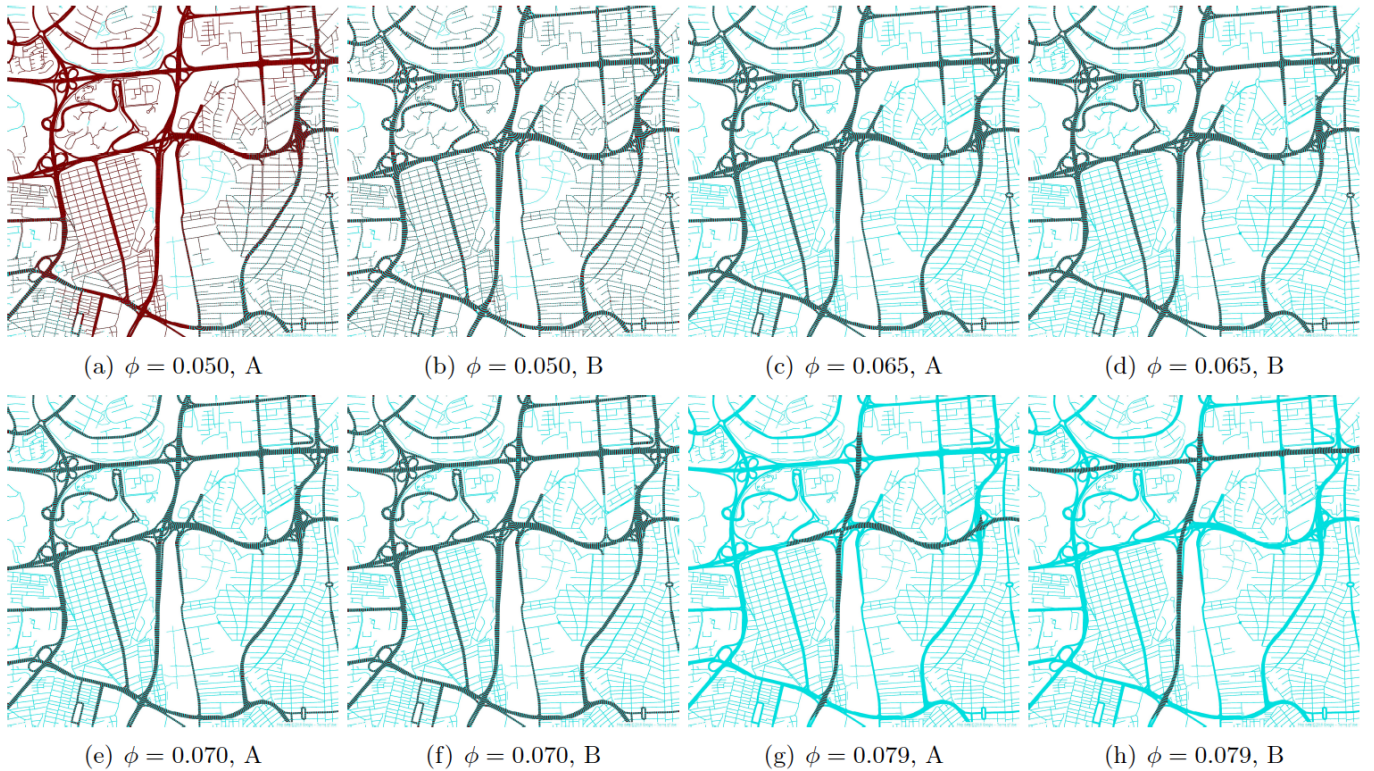 (a) ϕ = 0.050, A
(b) ϕ = 0.050, B
(c) ϕ = 0.065, A
(d) ϕ = 0.065, B
(e) ϕ = 0.070, A
(f) ϕ = 0.070, B
(g) ϕ = 0.079, A
(h) ϕ = 0.079, B